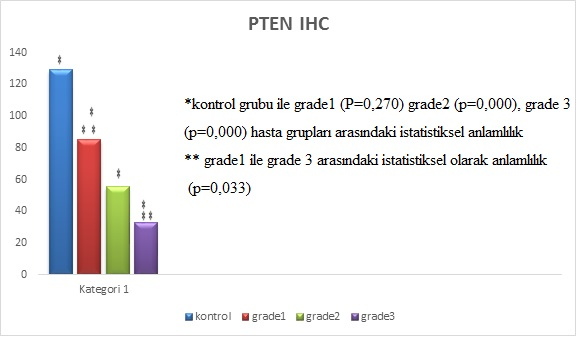 PTEN IHC
140
120
100
80
60
40
20
0
*
*
**
*
*
**
*kontrol grubu ile grade1 (P=0,270) grade2 (p=0,000), grade 3
(p=0,000) hasta grupları arasındaki istatistiksel anlamlılık
** grade1 ile grade 3 arasındaki istatistiksel olarak anlamlılık
(p=0,033)
Kategori 1
kontrol grade1 grade2 grade3